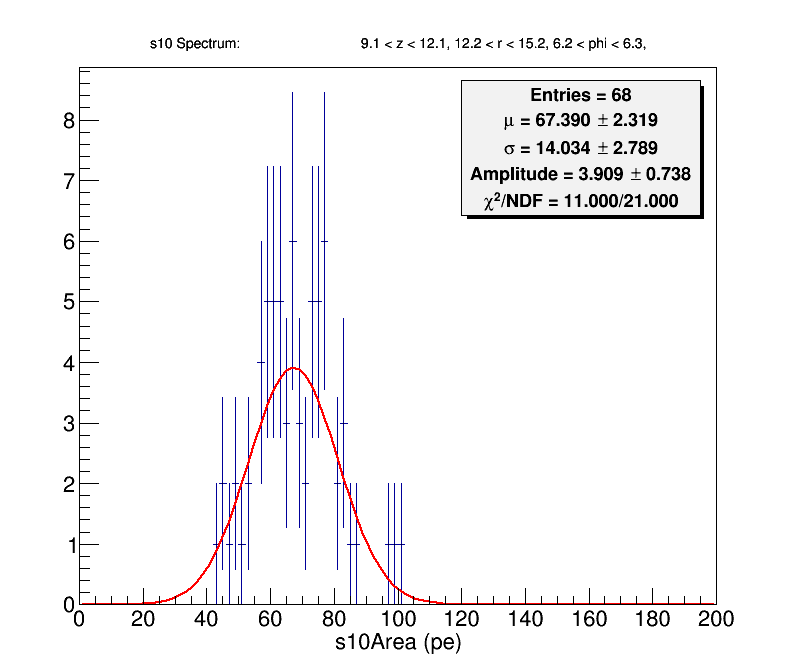 s10 Spectrum: 9.1 < z < 12.1, 12.2 < r < 15.2, 6.2 < phi < 6.3,
Entries = 68
μ = 67.390 ± 2.319
σ = 14.034 ± 2.789
Amplitude = 3.909 ± 0.738
χ²/NDF = 11.000/21.000
8
7
6
5
4
3
2
1
0
0 20 40 60 80 100 120 140 160 180 200
s10Area (pe)